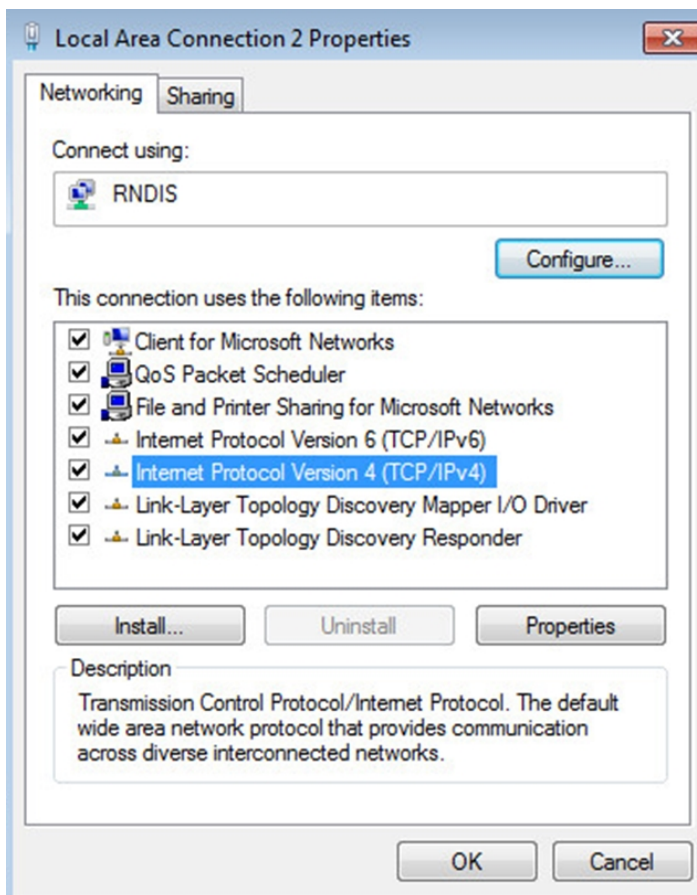 Local Area Connection 2 Properties
Networking
Sharing
Connect using:
RNDIS
Configure...
This connection uses the following items:
Client for Microsoft Networks
QoS Packet Scheduler
File and Printer Sharing for Microsoft Networks
Internet Protocol Version 6 (TCP/IPv6)
Internet Protocol Version 4 (TCP/IPv4)
Link-Layer Topology Discovery Mapper I/O Driver
Link-Layer Topology Discovery Responder
Install...
Uninstall
Properties
Description
Transmission Control Protocol/Internet Protocol. The default
wide area network protocol that provides communication
across diverse interconnected networks.
OK
Cancel